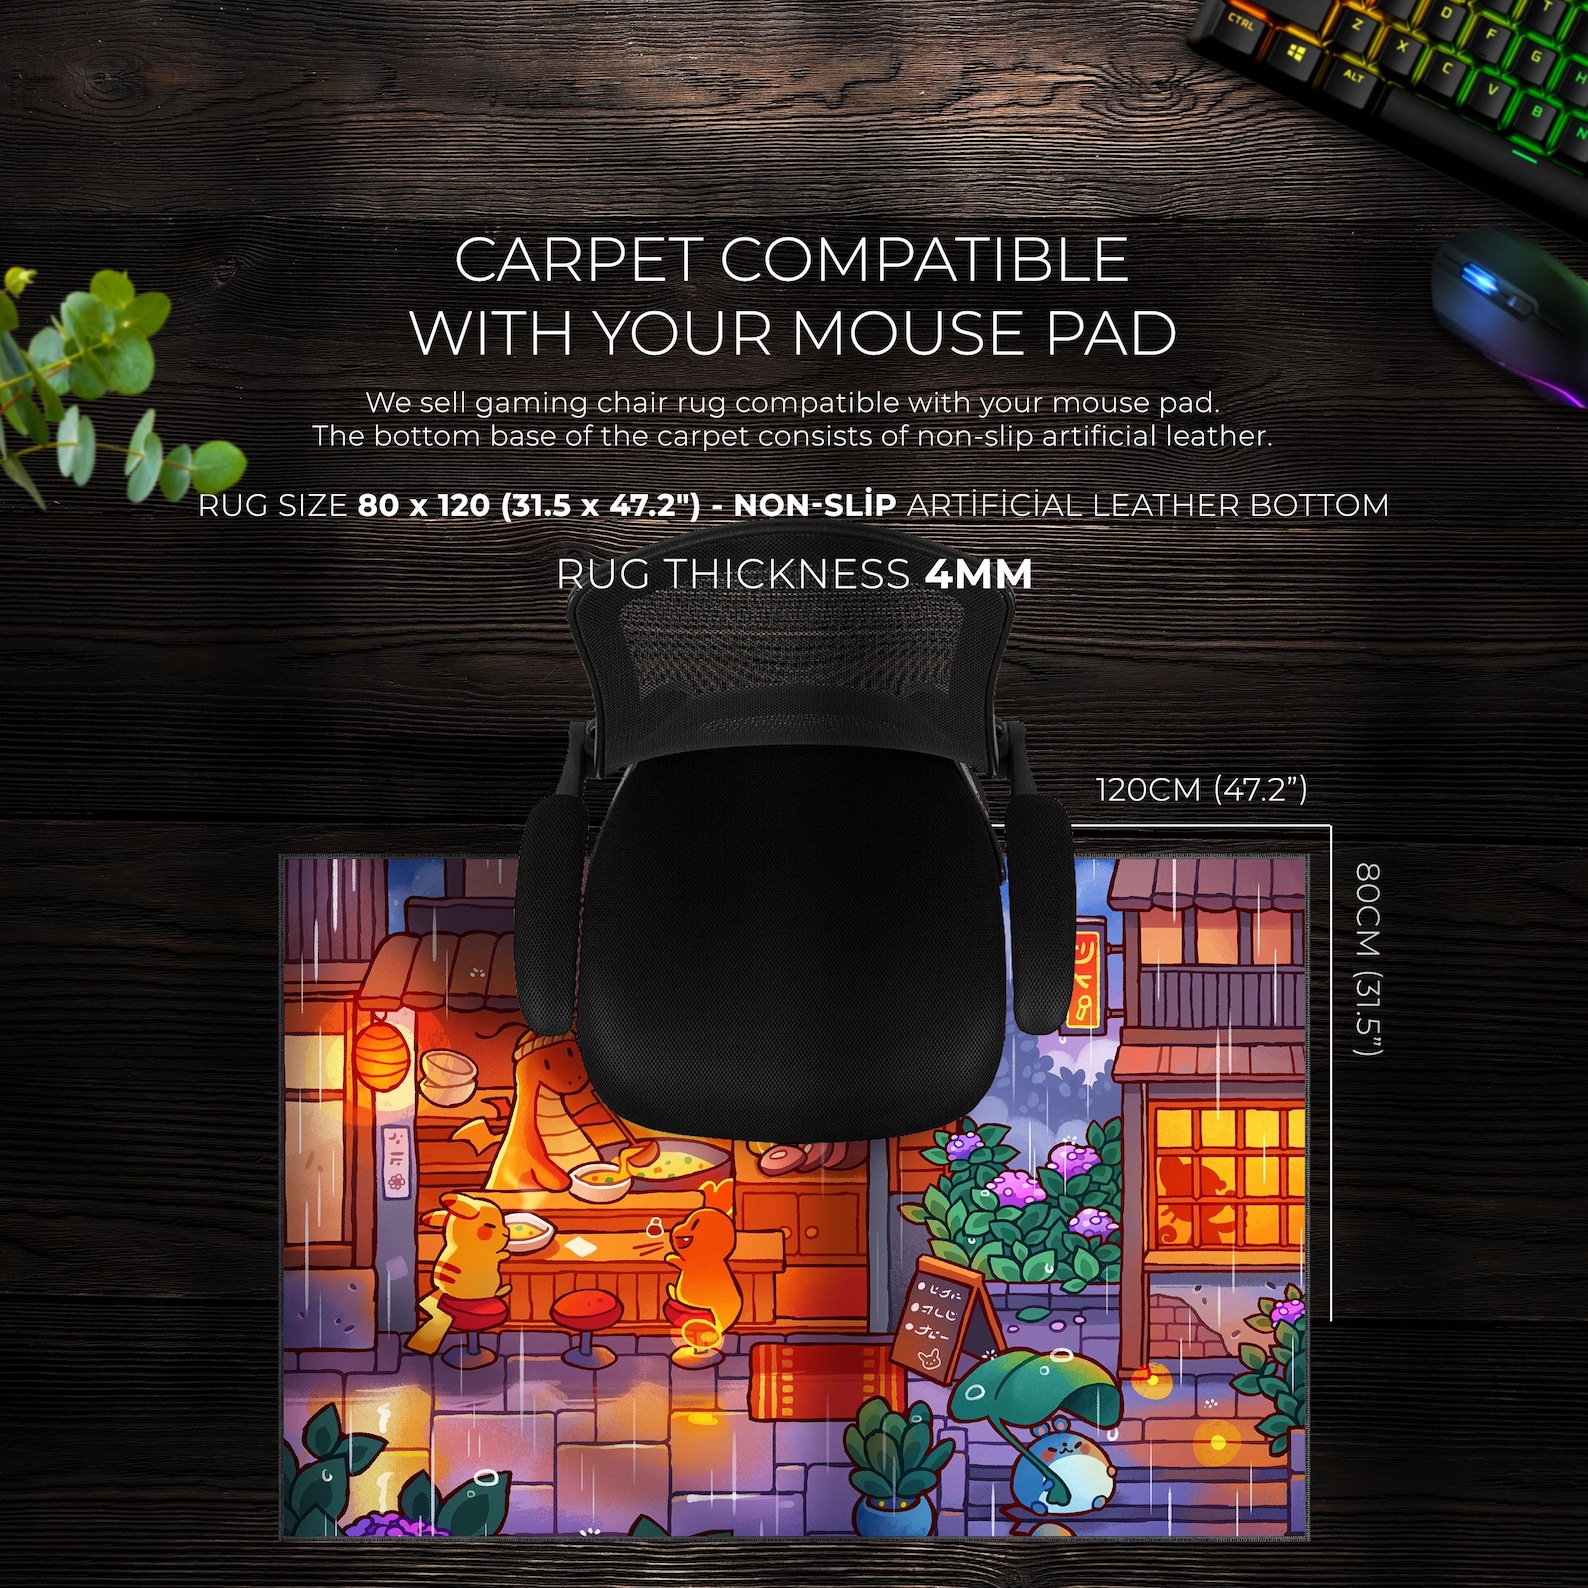 CTRL
ALT
Z
X
C
V
B
N
D
F
G
H
T
CARPET COMPATIBLE
WITH YOUR MOUSE PAD
We sell gaming chair rug compatible with your mouse pad.
The bottom base of the carpet consists of non-slip artificial leather.
RUG SIZE 80 x 120 (31.5 x 47.2") - NON-SLİP ARTİFİCİAL LEATHER BOTTOM
RUG THICKNESS 4MM
120CM (47.2”)
80CM (31.5”)